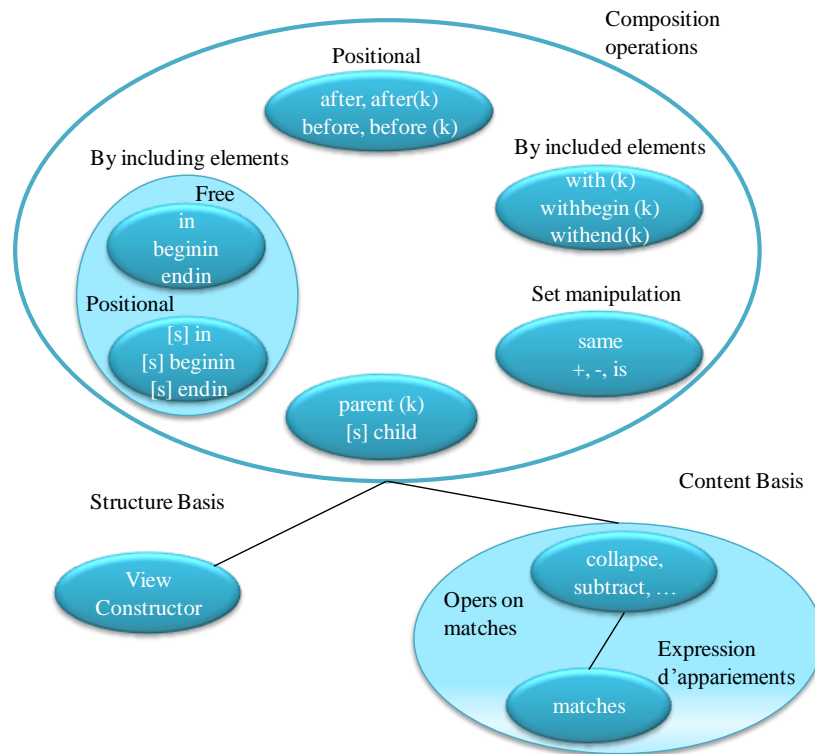 Composition
operations
Positional
after, after(k)
before, before (k)
By including elements
Free
in
beginin
endin
Positional
[s] in
[s] beginin
[s] endin
By included elements
with (k)
withbegin (k)
withend(k)
Set manipulation
same
+, -, is
parent (k)
[s] child
Structure Basis
View
Constructor
Content Basis
collapse,
subtract, …
Opers on
matches
Expression
d’appariements
matches